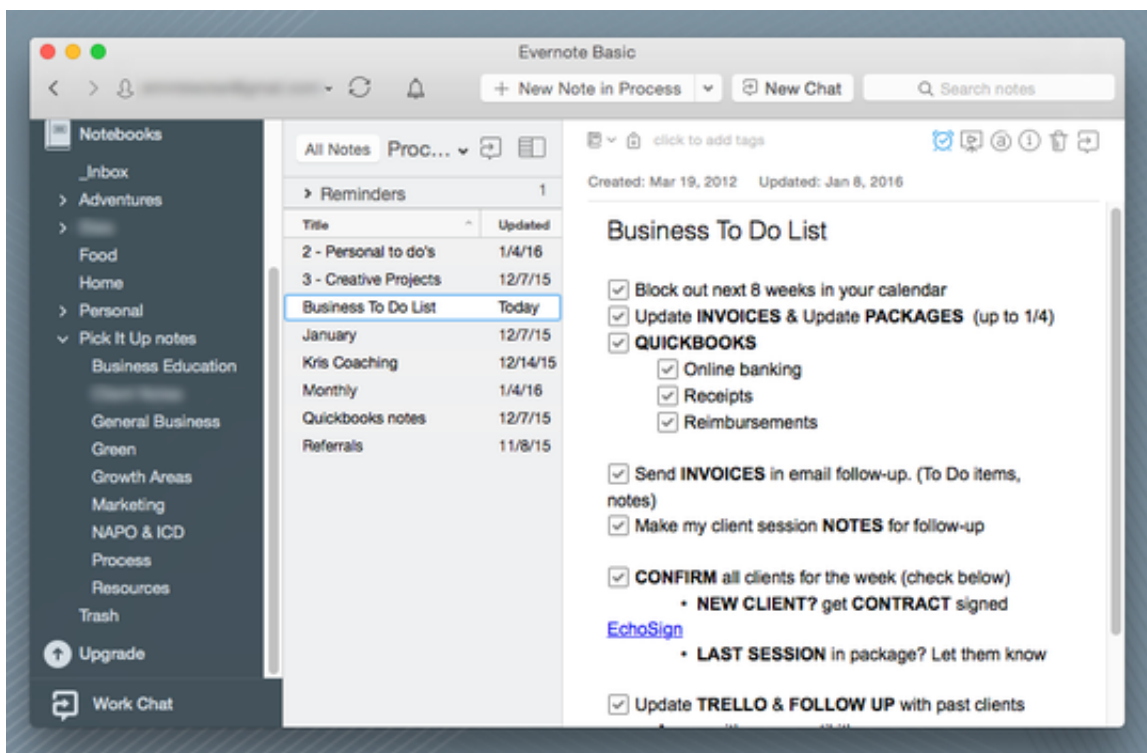 Evernote Basic
+ New Note in Process
New Chat
Search notes
Notebooks
_Inbox
Adventures
Food
Home
Personal
Pick It Up notes
Business Education
General Business
Green
Growth Areas
Marketing
NAPO & ICD
Process
Resources
Trash
Upgrade
Work Chat
All Notes Proc...
Reminders 1
Title Updated
2 - Personal to do's 1/4/16
3 - Creative Projects 12/7/15
Business To Do List Today
January 12/7/15
Kris Coaching 12/14/15
Monthly 1/4/16
Quickbooks notes 12/7/15
Referrals 11/8/15
click to add tags
Created: Mar 19, 2012 Updated: Jan 8, 2016
Business To Do List
Block out next 8 weeks in your calendar
Update INVOICES & Update PACKAGES (up to 1/4)
QUICKBOOKS
Online banking
Receipts
Reimbursements
Send INVOICES in email follow-up. (To Do items,
notes)
Make my client session NOTES for follow-up
CONFIRM all clients for the week (check below)
• NEW CLIENT? get CONTRACT signed
EchoSign
• LAST SESSION in package? Let them know
Update TRELLO & FOLLOW UP with past clients